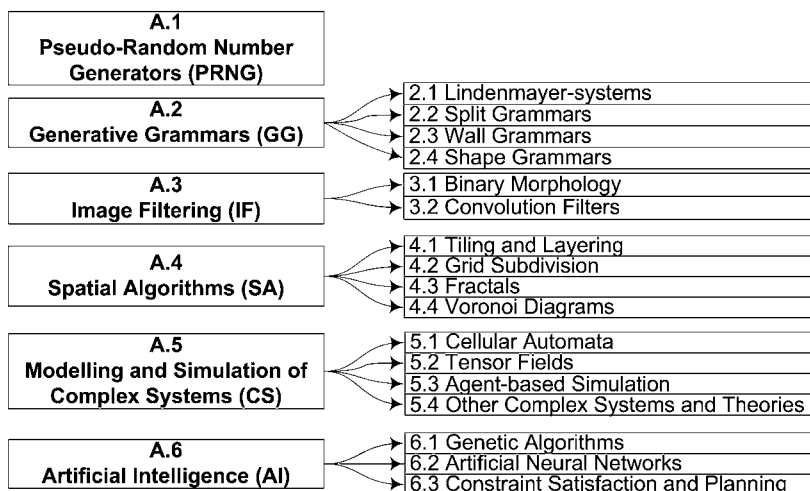 A.1
Pseudo-Random Number
Generators (PRNG)
A.2
Generative Grammars (GG)
2.1 Lindenmayer-systems
2.2 Split Grammars
2.3 Wall Grammars
2.4 Shape Grammars
A.3
Image Filtering (IF)
3.1 Binary Morphology
3.2 Convolution Filters
A.4
Spatial Algorithms (SA)
4.1 Tiling and Layering
4.2 Grid Subdivision
4.3 Fractals
4.4 Voronoi Diagrams
A.5
Modelling and Simulation of
Complex Systems (CS)
5.1 Cellular Automata
5.2 Tensor Fields
5.3 Agent-based Simulation
5.4 Other Complex Systems and Theories
A.6
Artificial Intelligence (AI)
6.1 Genetic Algorithms
6.2 Artificial Neural Networks
6.3 Constraint Satisfaction and Planning